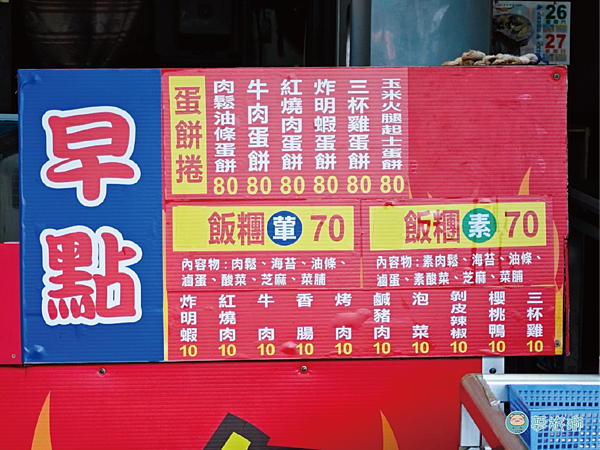 早點
蛋餅捲
肉鬆油條蛋餅 80
牛肉蛋餅 80
紅燒肉蛋餅 80
炸明蝦蛋餅 80
三杯雞蛋餅 80
玉米火腿起士蛋餅 80
飯糰 葷 70
內容物:肉鬆、海苔、油條、
滷蛋、酸菜、芝麻、菜脯
飯糰 素 70
內容物:素肉鬆、海苔、油條、
滷蛋、素酸菜、芝麻、菜脯
炸明蝦 10
紅燒肉 10
牛肉 10
香腸 10
烤肉 10
鹹豬肉 10
泡菜 10
剝皮辣椒 10
櫻桃鴨 10
三杯雞 10
26
27